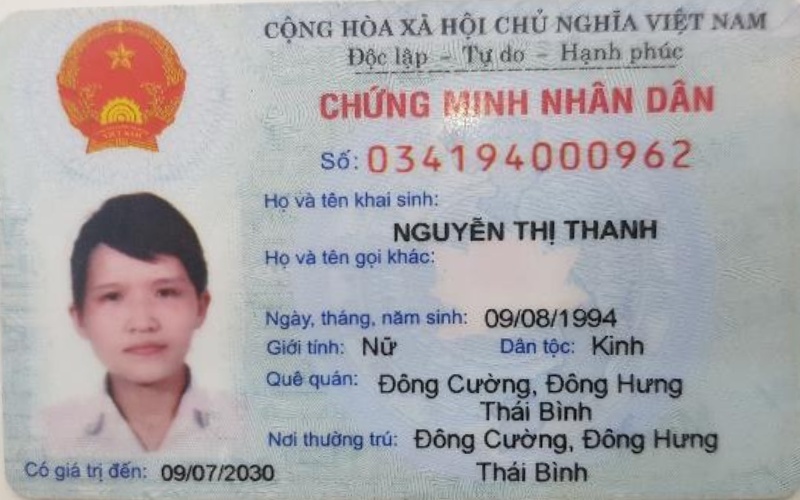 CỘNG HÒA XÃ HỘI CHỦ NGHĨA VIỆT NAM
Độc lập - Tự do - Hạnh phúc
CHỨNG MINH NHÂN DÂN
Số: 034194000962
Họ và tên khai sinh:
NGUYỄN THỊ THANH
Họ và tên gọi khác:
Ngày, tháng, năm sinh: 09/08/1994
Giới tính: Nữ Dân tộc: Kinh
Quê quán: Đông Cường, Đông Hưng
Thái Bình
Nơi thường trú: Đông Cường, Đông Hưng
Thái Bình
Có giá trị đến: 09/07/2030